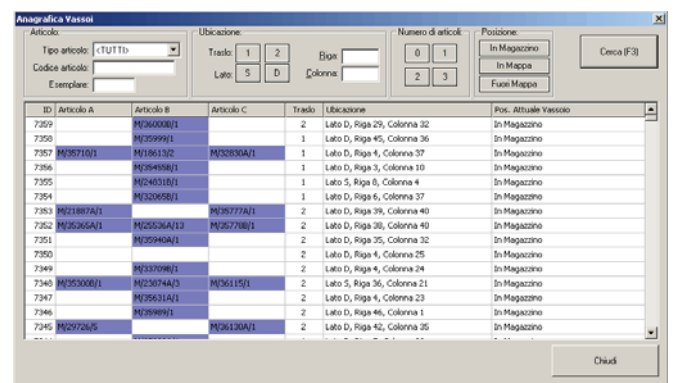 Anagrafica Vassoi
Articolo:
Tipo articolo: <TUTTI>
Codice articolo:
Esemplare:
Ubicazione:
Traslo: 1 2
Lato: S D
Riga:
Colonna:
Numero di articoli:
0 1
2 3
Posizione:
In Magazzino
In Mappa
Fuori Mappa
Cerca (F3)
ID Articolo A Articolo B Articolo C Traslo Ubicazione Pos. Attuale Vassoio
7359 M/36000B/1 2 Lato D, Riga 29, Colonna 32 In Magazzino
7358 M/35999/1 1 Lato D, Riga 45, Colonna 36 In Magazzino
7357 M/35710/1 M/18613/2 M/32830A/1 1 Lato D, Riga 4, Colonna 37 In Magazzino
7356 M/35455B/1 1 Lato D, Riga 3, Colonna 10 In Magazzino
7355 M/24831B/1 1 Lato S, Riga 8, Colonna 4 In Magazzino
7354 M/32065B/1 1 Lato D, Riga 6, Colonna 37 In Magazzino
7353 M/21887A/1 M/35777A/1 2 Lato D, Riga 39, Colonna 40 In Magazzino
7352 M/35365A/1 M/25536A/13 M/35770B/1 2 Lato D, Riga 38, Colonna 40 In Magazzino
7351 M/35940A/1 2 Lato D, Riga 35, Colonna 32 In Magazzino
7350 2 Lato D, Riga 4, Colonna 25 In Magazzino
7349 M/33709B/1 2 Lato D, Riga 4, Colonna 24 In Magazzino
7348 M/35300B/1 M/23874A/3 M/36115/1 2 Lato S, Riga 36, Colonna 21 In Magazzino
7347 M/35631A/1 2 Lato D, Riga 4, Colonna 23 In Magazzino
7346 M/35989/1 2 Lato D, Riga 46, Colonna 1 In Magazzino
7345 M/29726/5 M/36130A/1 2 Lato D, Riga 42, Colonna 35 In Magazzino
Chiudi